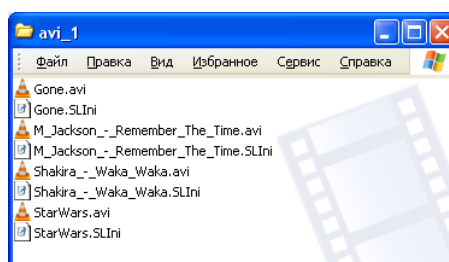 avi_1
Файл Правка Вид Избранное Сервис Справка
Gone.avi
Gone.SLIni
M_Jackson_-_Remember_The_Time.avi
M_Jackson_-_Remember_The_Time.SLIni
Shakira_-_Waka_Waka.avi
Shakira_-_Waka_Waka.SLIni
StarWars.avi
StarWars.SLIni